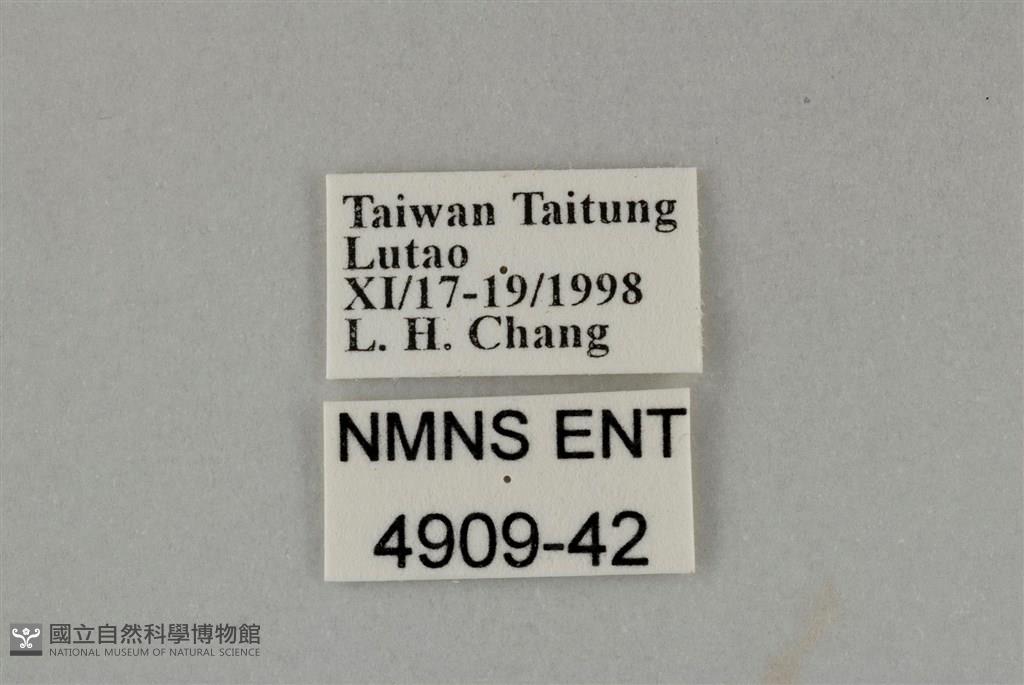 Taiwan Taitung
Lutao
XI/17-19/1998
L. H. Chang
NMNS ENT
4909-42
國立自然科學博物館
NATIONAL MUSEUM OF NATURAL SCIENCE